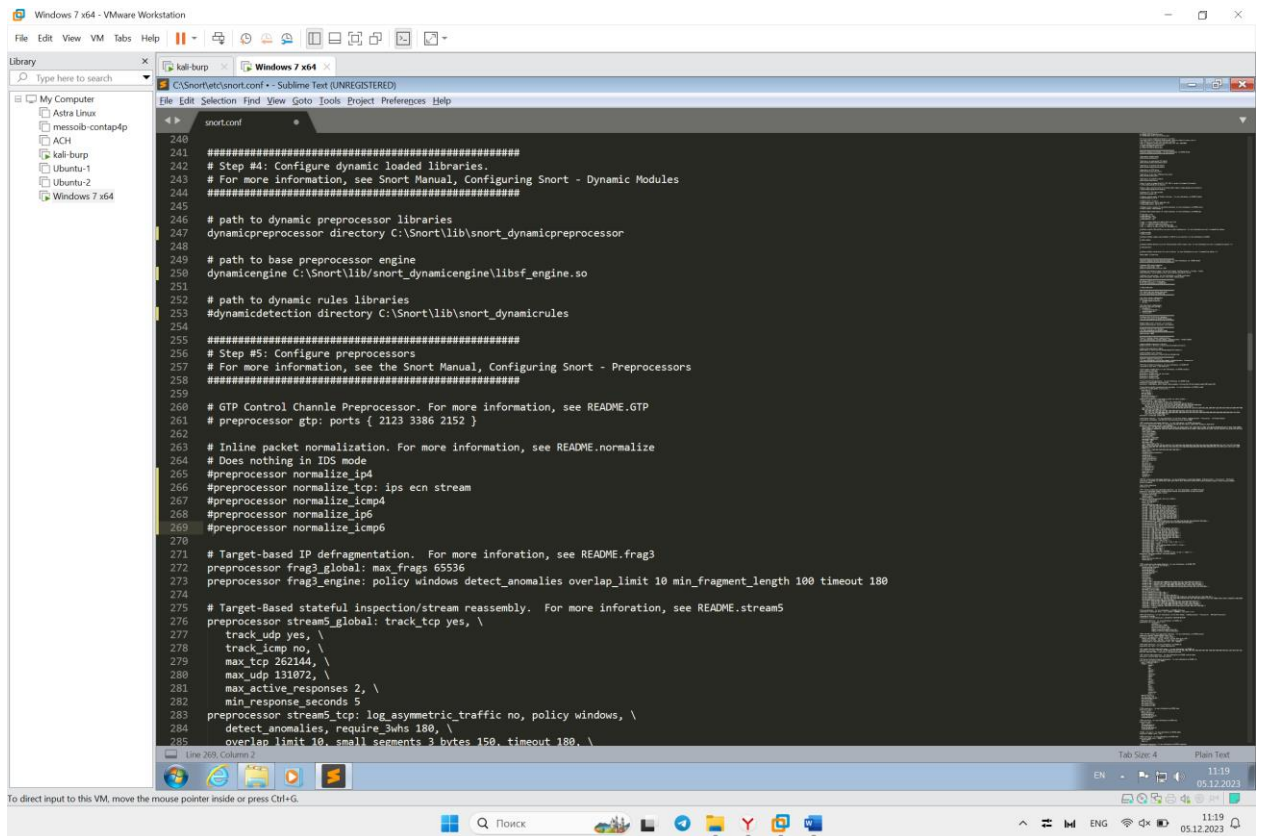 Windows 7 x64 - VMware Workstation
File Edit View VM Tabs Help
Library
Type here to search
My Computer
Astra Linux
messoib-contap4p
ACH
kali-burp
Ubuntu-1
Ubuntu-2
Windows 7 x64
kali-burp
Windows 7 x64
C:\Snort\etc\snort.conf • - Sublime Text (UNREGISTERED)
File Edit Selection Find View Goto Tools Project Preferences Help
snort.conf
240
241 ###################################################
242 # Step #4: Configure dynamic loaded libraries.
243 # For more information, see Snort Manual, Configuring Snort - Dynamic Modules
244 ###################################################
245
246 # path to dynamic preprocessor libraries
247 dynamicpreprocessor directory C:\Snort\lib\snort_dynamicpreprocessor
248
249 # path to base preprocessor engine
250 dynamicengine C:\Snort\lib/snort_dynamicengine\libsf_engine.so
251
252 # path to dynamic rules libraries
253 #dynamicdetection directory C:\Snort\lib\snort_dynamicrules
254
255 ###################################################
256 # Step #5: Configure preprocessors
257 # For more information, see the Snort Manual, Configuring Snort - Preprocessors
258 ###################################################
259
260 # GTP Control Channle Preprocessor. For more information, see README.GTP
261 # preprocessor gtp: ports { 2123 3386 2152 }
262
263 # Inline packet normalization. For more information, see README.normalize
264 # Does nothing in IDS mode
265 #preprocessor normalize_ip4
266 #preprocessor normalize_tcp: ips ecn stream
267 #preprocessor normalize_icmp4
268 #preprocessor normalize_ip6
269 #preprocessor normalize_icmp6
270
271 # Target-based IP defragmentation.  For more inforation, see README.frag3
272 preprocessor frag3_global: max_frags 65536
273 preprocessor frag3_engine: policy windows detect_anomalies overlap_limit 10 min_fragment_length 100 timeout 180
274
275 # Target-Based stateful inspection/stream reassembly.  For more inforation, see README.stream5
276 preprocessor stream5_global: track_tcp yes, \
277 track_udp yes, \
278 track_icmp no, \
279 max_tcp 262144, \
280 max_udp 131072, \
281 max_active_responses 2, \
282 min_response_seconds 5
283 preprocessor stream5_tcp: log_asymmetric_traffic no, policy windows, \
284 detect_anomalies, require_3whs 180, \
285 overlap_limit 10, small_segments 3 bytes 150, timeout 180, \
Line 269, Column 2
Tab Size: 4
Plain Text
EN
11:19
05.12.2023
To direct input to this VM, move the mouse pointer inside or press Ctrl+G.
Поиск
ENG
11:19
05.12.2023